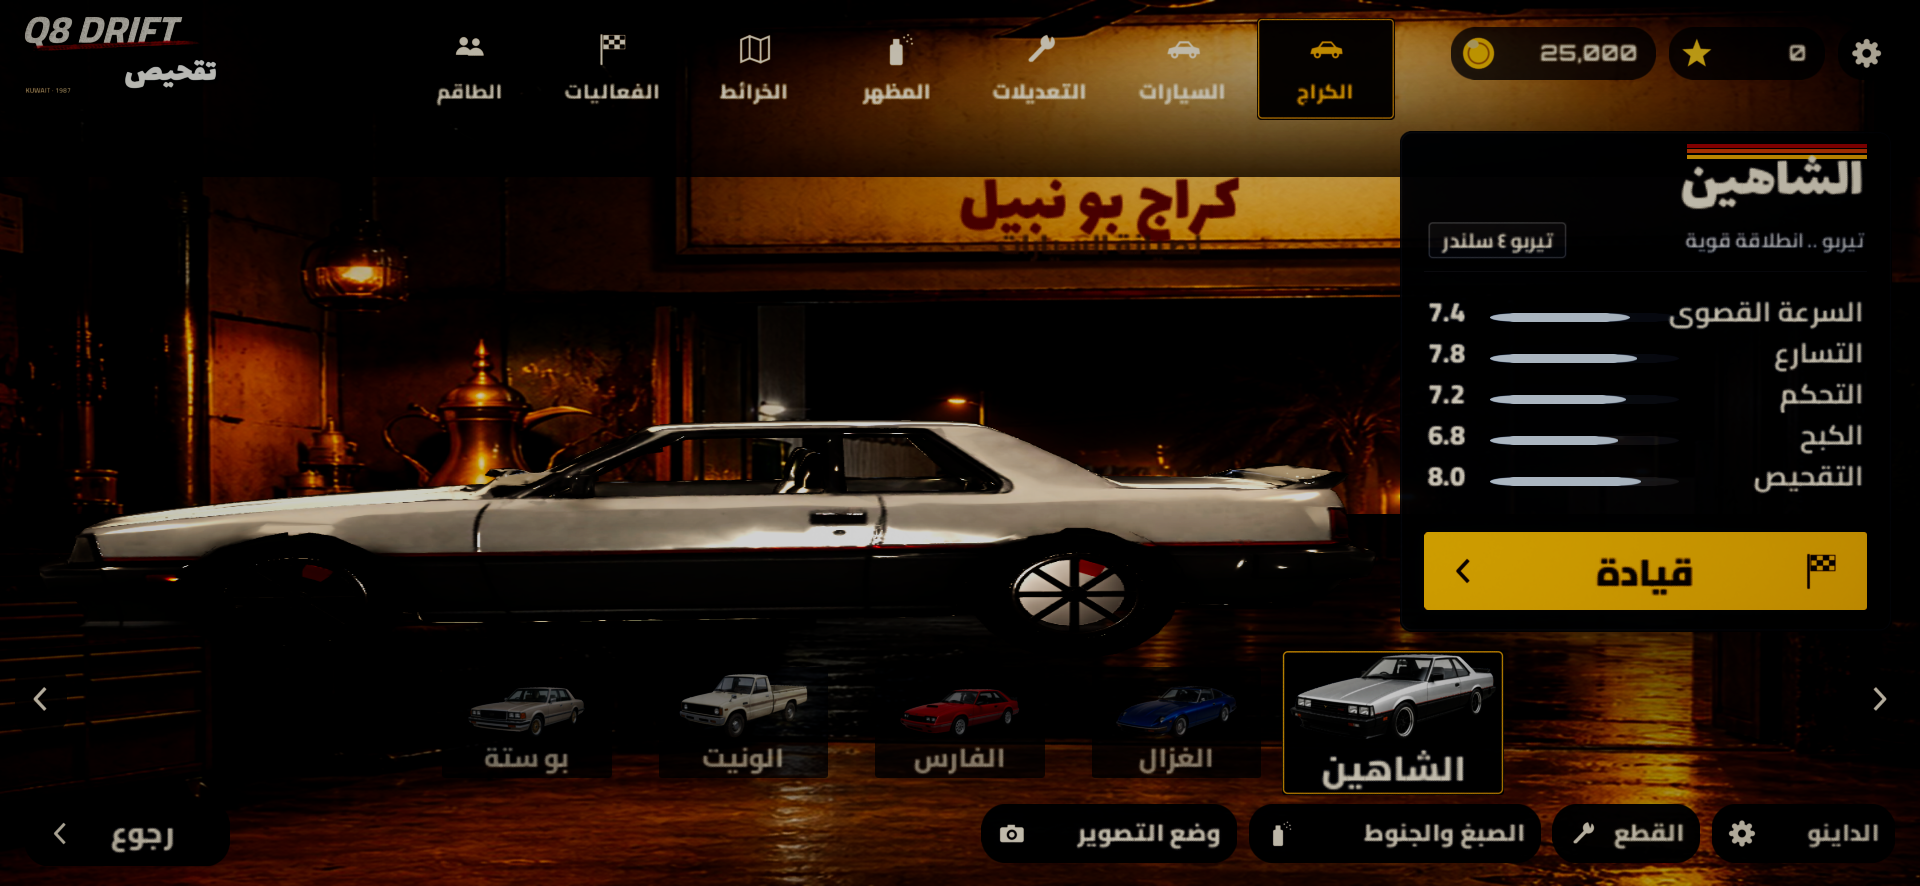 Q8 DRIFT
تفحيص
KUWAIT · 1987
الكراج
السيارات
التعديلات
المظهر
الخرائط
الفعاليات
الطاقم
25,000
0
كراج بو نبيل
الشاهين
تيربو .. انطلاقة قوية
تيربو ٤ سلندر
السرعة القصوى 7.4
التسارع 7.8
التحكم 7.2
الكبح 6.8
التفحيص 8.0
قيادة
الشاهين
الغزال
الفارس
الونيت
بو ستة
الداينو
القطع
الصبغ والجنوط
وضع التصوير
رجوع